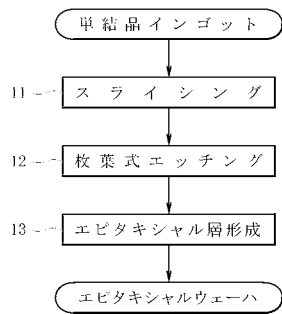 単結晶インゴット
11 スライシング
12 枚葉式エッチング
13 エピタキシャル層形成
エピタキシャルウェーハ